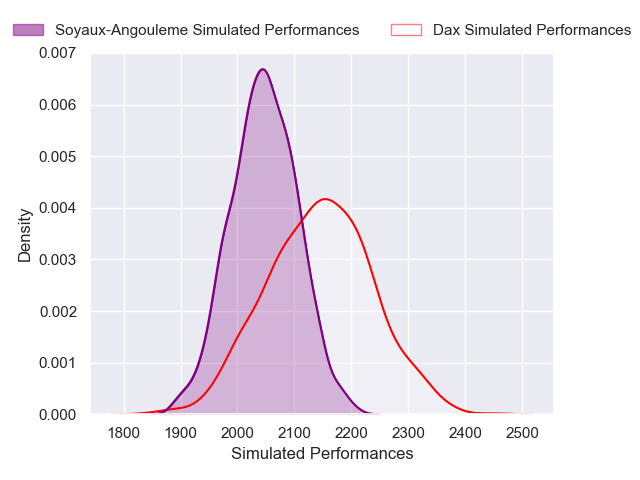 Soyaux-Angouleme Simulated Performances
Dax Simulated Performances
0.007
0.006
0.005
0.004
0.003
0.002
0.001
0.000
Density
1800 1900 2000 2100 2200 2300 2400 2500
Simulated Performances